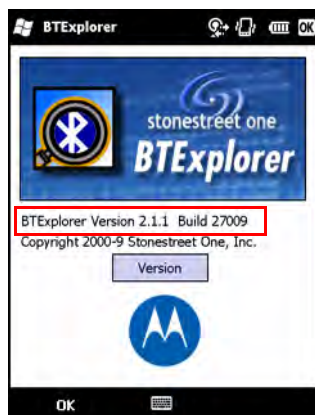 BTExplorer
OK
stonestreet one
BTExplorer
BTExplorer Version 2.1.1 Build 27009
Copyright 2000-9 Stonestreet One, Inc.
Version
OK